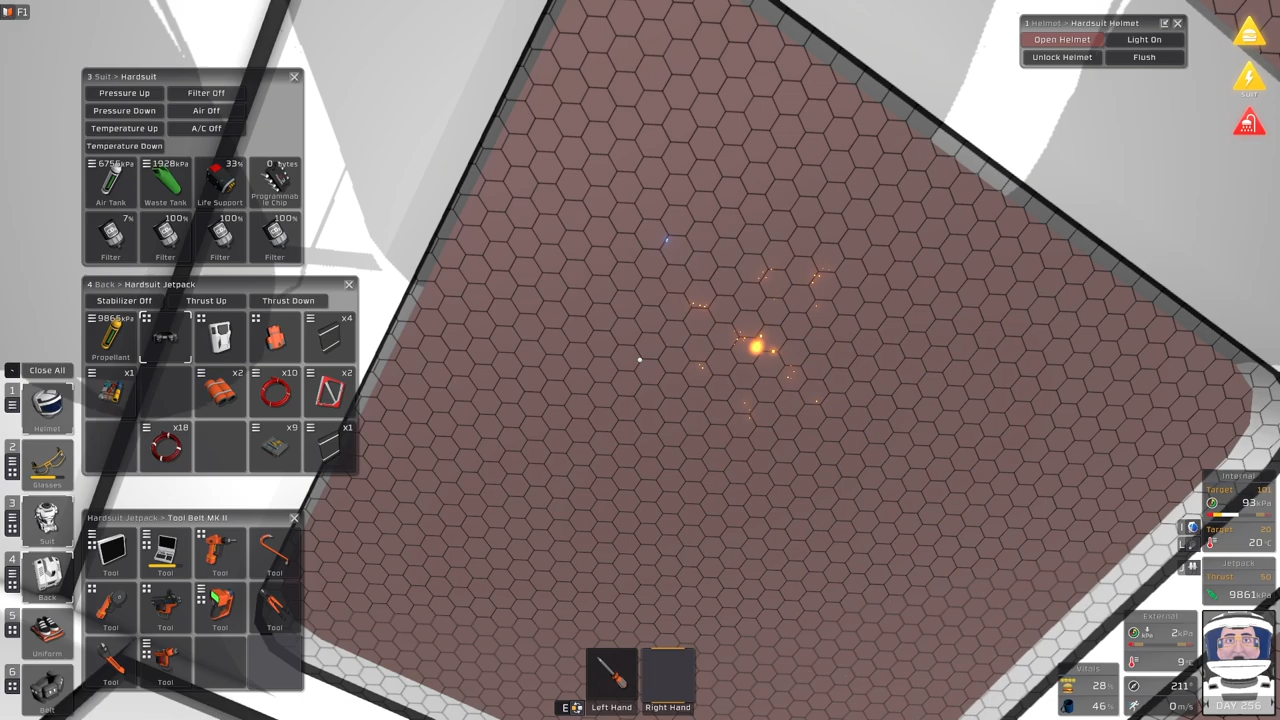 F1
3 Suit > Hardsuit
Pressure Up
Filter Off
Pressure Down
Air Off
Temperature Up
A/C Off
Temperature Down
6756kPa
1928kPa
33%
0 bytes
Air Tank
Waste Tank
Life Support
Programmab
le Chip
7%
100%
100%
100%
Filter
Filter
Filter
Filter
4 Back > Hardsuit Jetpack
Stabilizer Off
Thrust Up
Thrust Down
9865kPa
x4
Propellant
x1
x2
x10
x2
x18
x9
x1
Hardsuit Jetpack > Tool Belt MK II
Tool
Tool
Tool
Tool
Tool
Tool
Tool
Tool
Tool
Tool
Close All
1
Helmet
2
Glasses
3
Suit
4
Back
5
Uniform
6
Belt
E
Left Hand
Right Hand
1 Helmet > Hardsuit Helmet
Open Helmet
Light On
Unlock Helmet
Flush
SUIT
Internal
Target 101
93kPa
Target 20
20°C
Jetpack
Thrust 50
9861kPa
External
kPa
2kPa
9°C
Vitals
28%
46%
211°
0m/s
DAY 256